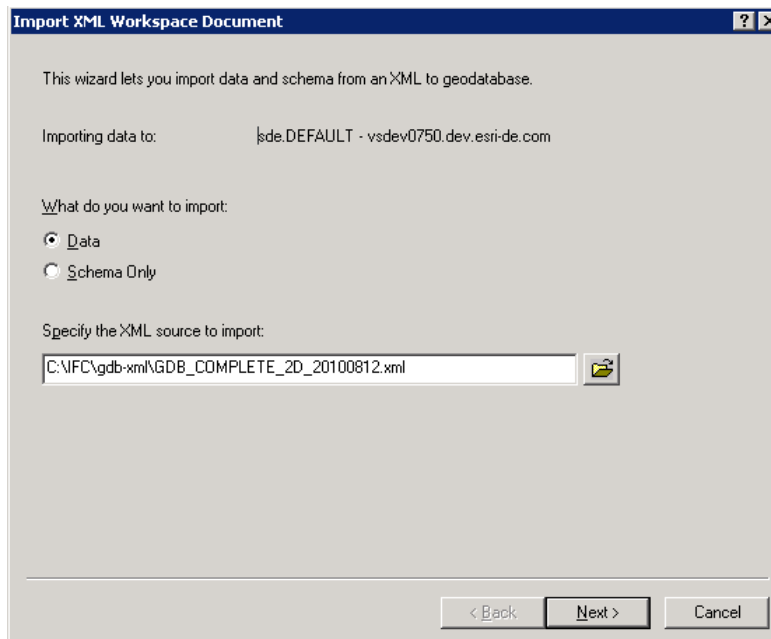 Import XML Workspace Document
This wizard lets you import data and schema from an XML to geodatabase.
Importing data to: sde.DEFAULT - vsdev0750.dev.esri-de.com
What do you want to import:
Data
Schema Only
Specify the XML source to import:
C:\IFC\gdb-xml\GDB_COMPLETE_2D_20100812.xml
< Back Next > Cancel